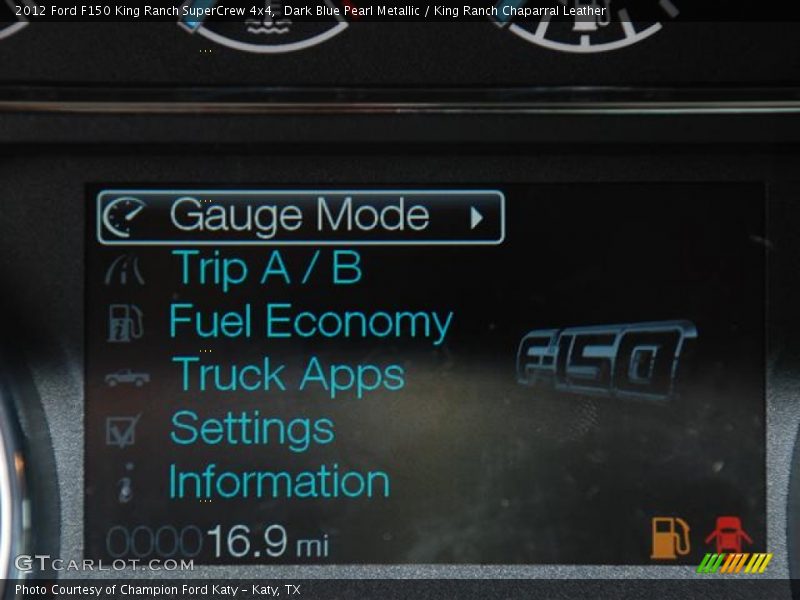 2012 Ford F150 King Ranch SuperCrew 4x4, Dark Blue Pearl Metallic / King Ranch Chaparral Leather
Gauge Mode
Trip A / B
Fuel Economy
F-150
Truck Apps
Settings
Information
000016.9 mi
GTCARLOT.COM
Photo Courtesy of Champion Ford Katy – Katy, TX